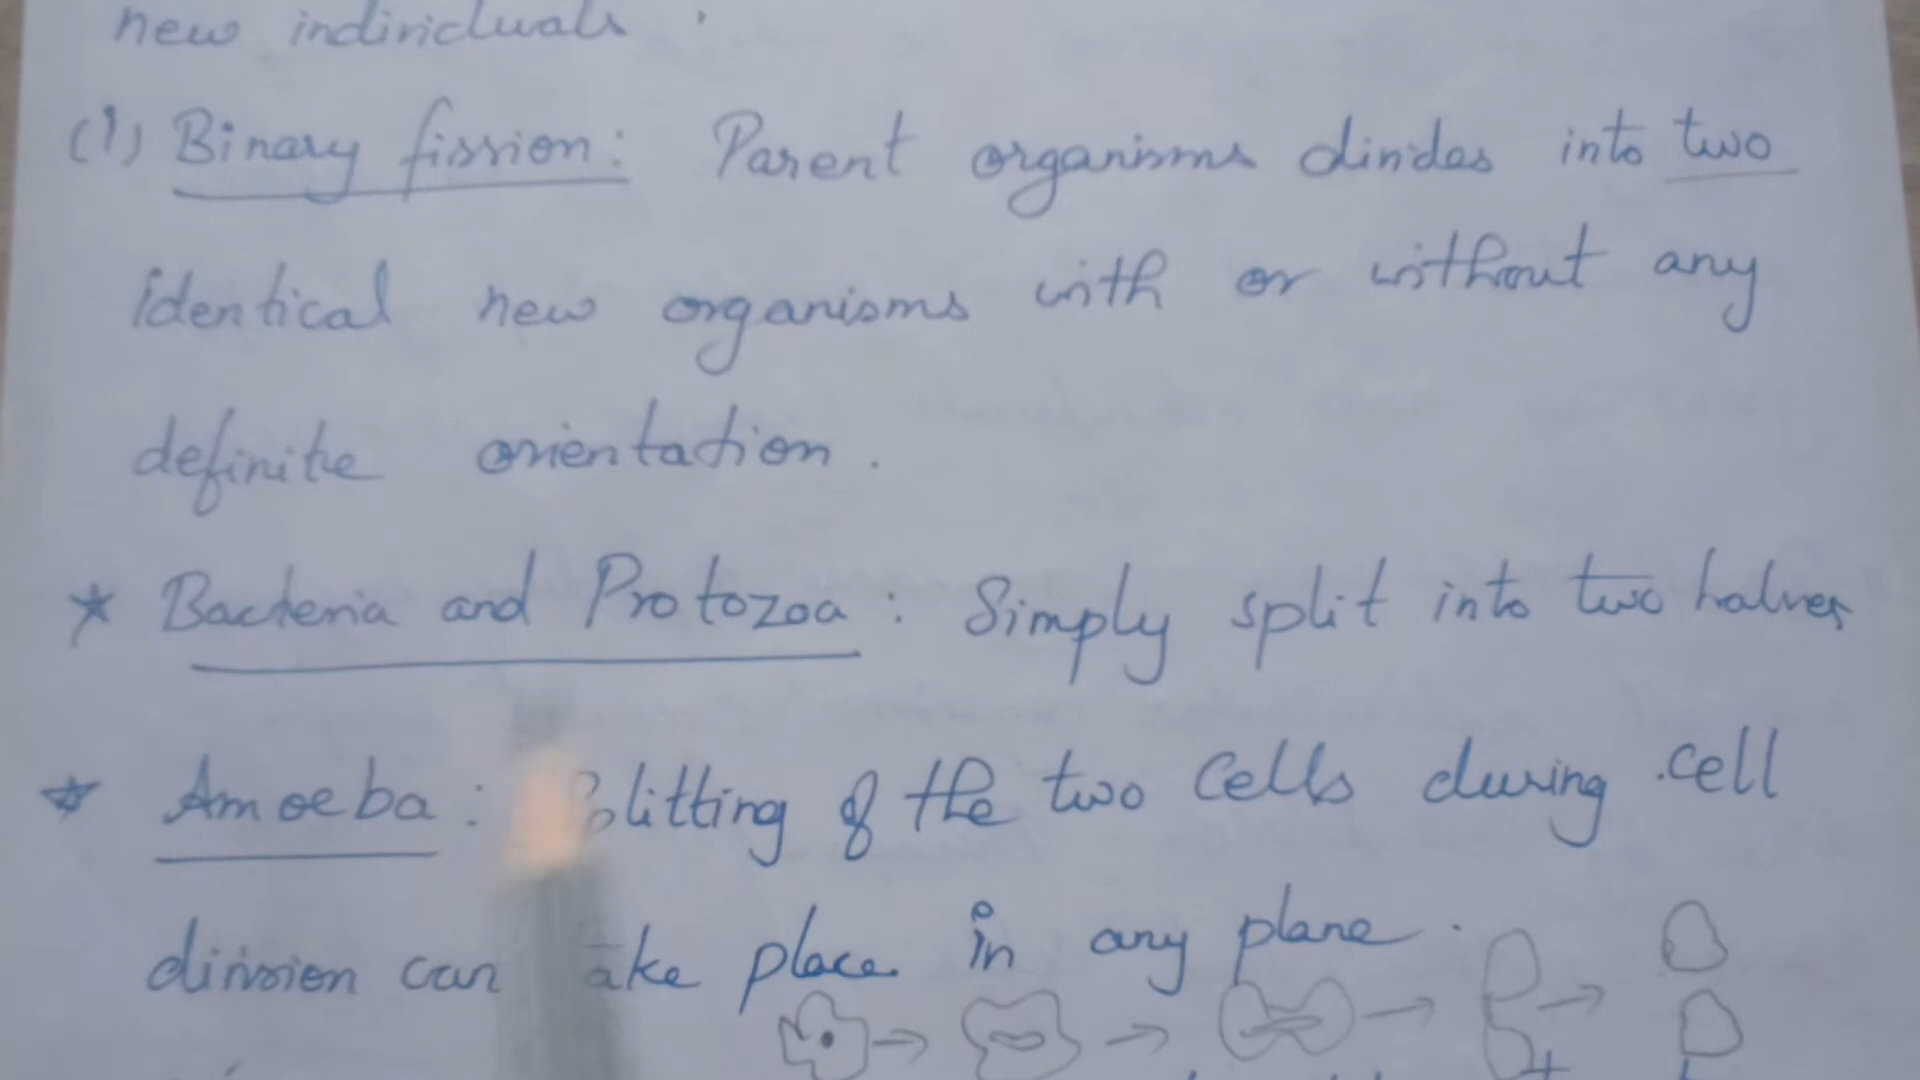 new individuals.
(1) Binary fission: Parent organisms divides into two
identical new organisms with or without any
definite orientation.
* Bacteria and Protozoa: Simply split into two halves
* Amoeba: Splitting of the two cells during cell
division can take place in any plane.